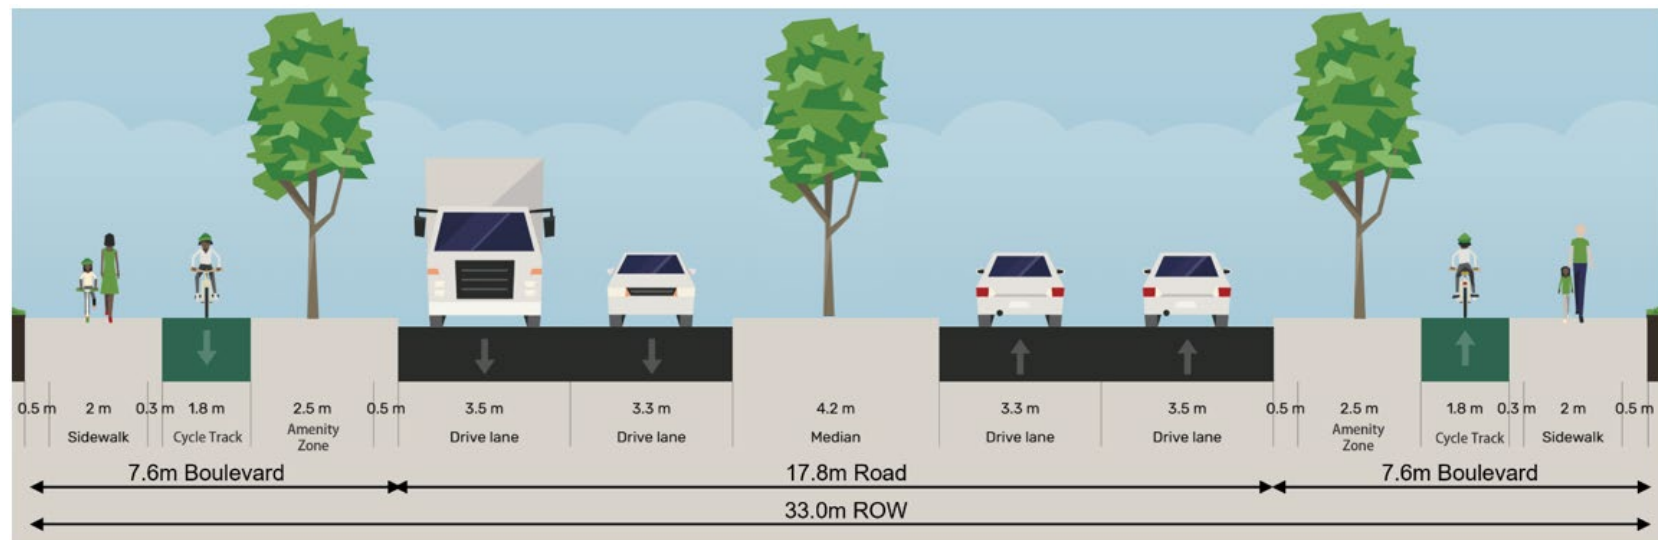 0.5 m 2 m 0.3 m 1.8 m 2.5 m 0.5 m 3.5 m 3.3 m 4.2 m 3.3 m 3.5 m 0.5 m 2.5 m 1.8 m 0.3 m 2 m 0.5 m
Sidewalk Cycle Track Amenity Zone Drive lane Drive lane Median Drive lane Drive lane Amenity Zone Cycle Track Sidewalk
7.6m Boulevard 17.8m Road 7.6m Boulevard
33.0m ROW